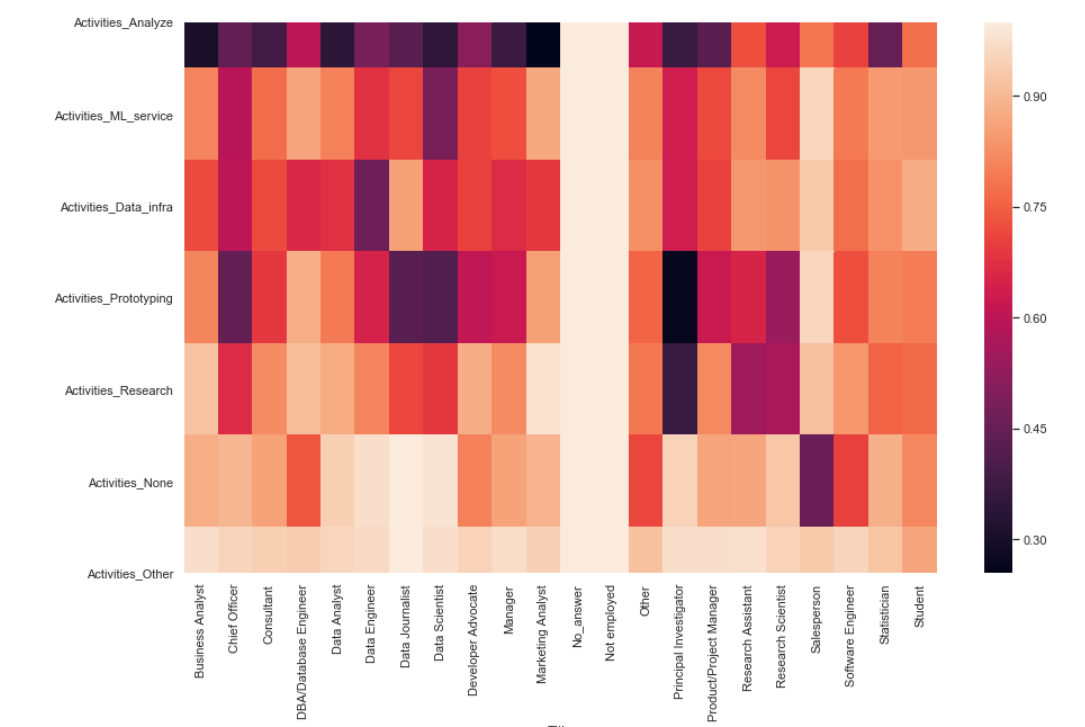 Activities_Analyze
Activities_ML_service
Activities_Data_infra
Activities_Prototyping
Activities_Research
Activities_None
Activities_Other
0.90
0.75
0.60
0.45
0.30
Business Analyst
Chief Officer
Consultant
DBA/Database Engineer
Data Analyst
Data Engineer
Data Journalist
Data Scientist
Developer Advocate
Manager
Marketing Analyst
No_answer
Not employed
Other
Principal Investigator
Product/Project Manager
Research Assistant
Research Scientist
Salesperson
Software Engineer
Statistician
Student